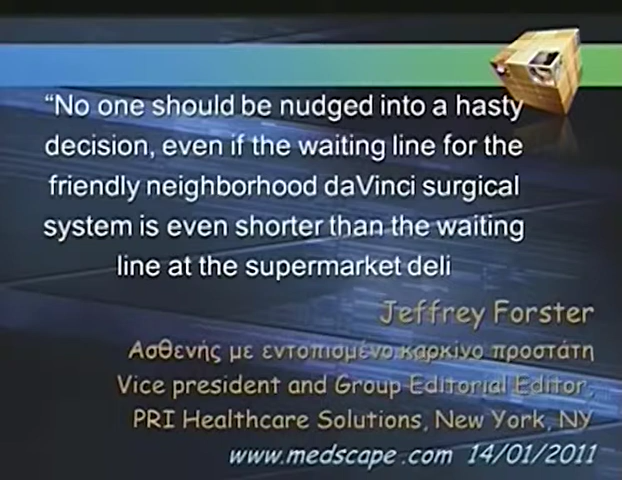 “No one should be nudged into a hasty
decision, even if the waiting line for the
friendly neighborhood daVinci surgical
system is even shorter than the waiting
line at the supermarket deli
Jeffrey Forster
Ασθενής με εντοπισμένο καρκίνο προστάτη
Vice president and Group Editorial Editor,
PRI Healthcare Solutions, New York, NY
www.medscape .com 14/01/2011